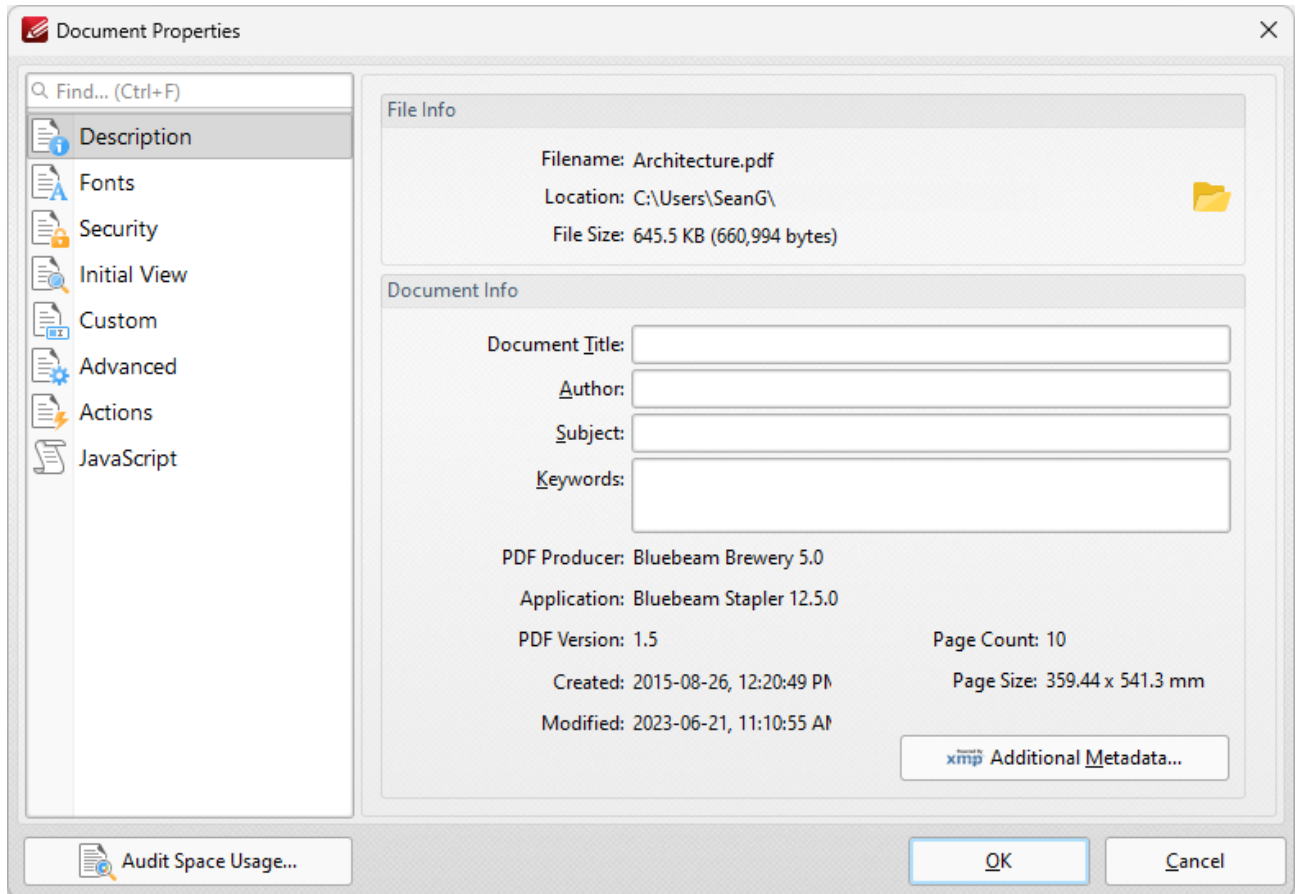 Document Properties
Find... (Ctrl+F)
Description
Fonts
Security
Initial View
Custom
Advanced
Actions
JavaScript
File Info
Filename: Architecture.pdf
Location: C:\Users\SeanG\
File Size: 645.5 KB (660,994 bytes)
Document Info
Document Title:
Author:
Subject:
Keywords:
PDF Producer: Bluebeam Brewery 5.0
Application: Bluebeam Stapler 12.5.0
PDF Version: 1.5 Page Count: 10
Created: 2015-08-26, 12:20:49 PM Page Size: 359.44 x 541.3 mm
Modified: 2023-06-21, 11:10:55 AM
xmp Additional Metadata...
Audit Space Usage... OK Cancel